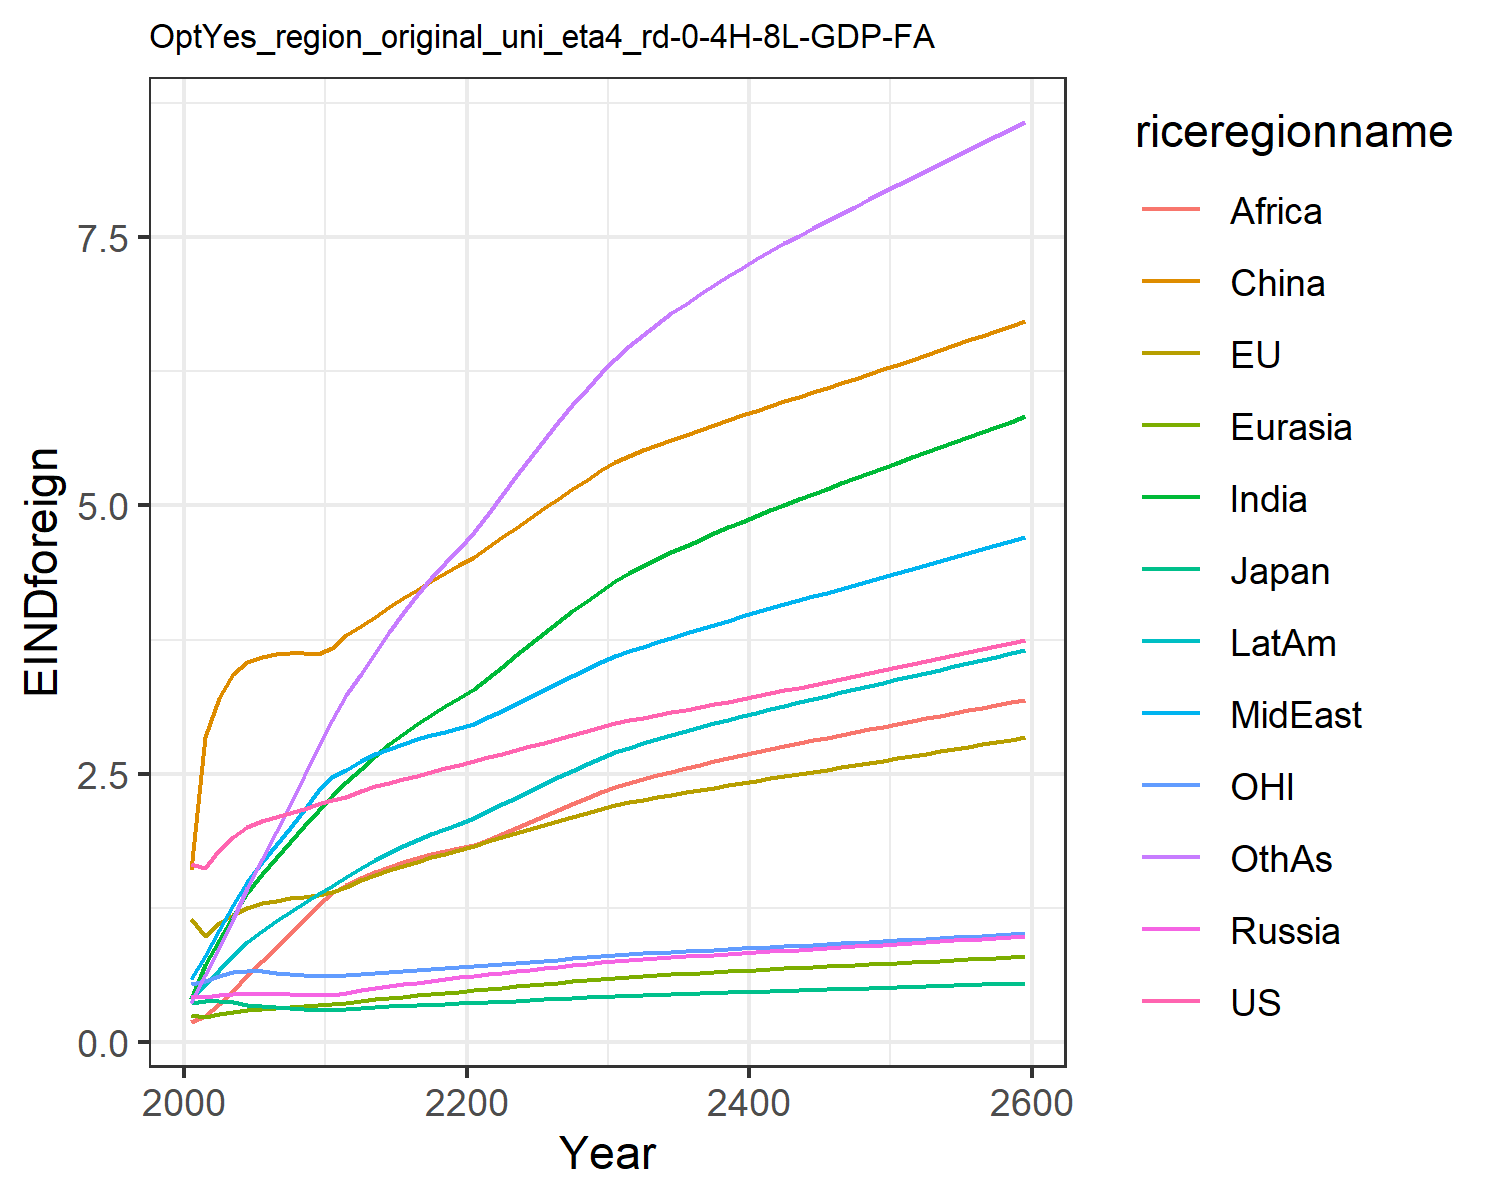 OptYes_region_original_uni_eta4_rd-0-4H-8L-GDP-FA
EINDforeign
7.5
5.0
2.5
0.0
2000
2200
2400
2600
Year
riceregionname
Africa
China
EU
Eurasia
India
Japan
LatAm
MidEast
OHI
OthAs
Russia
US